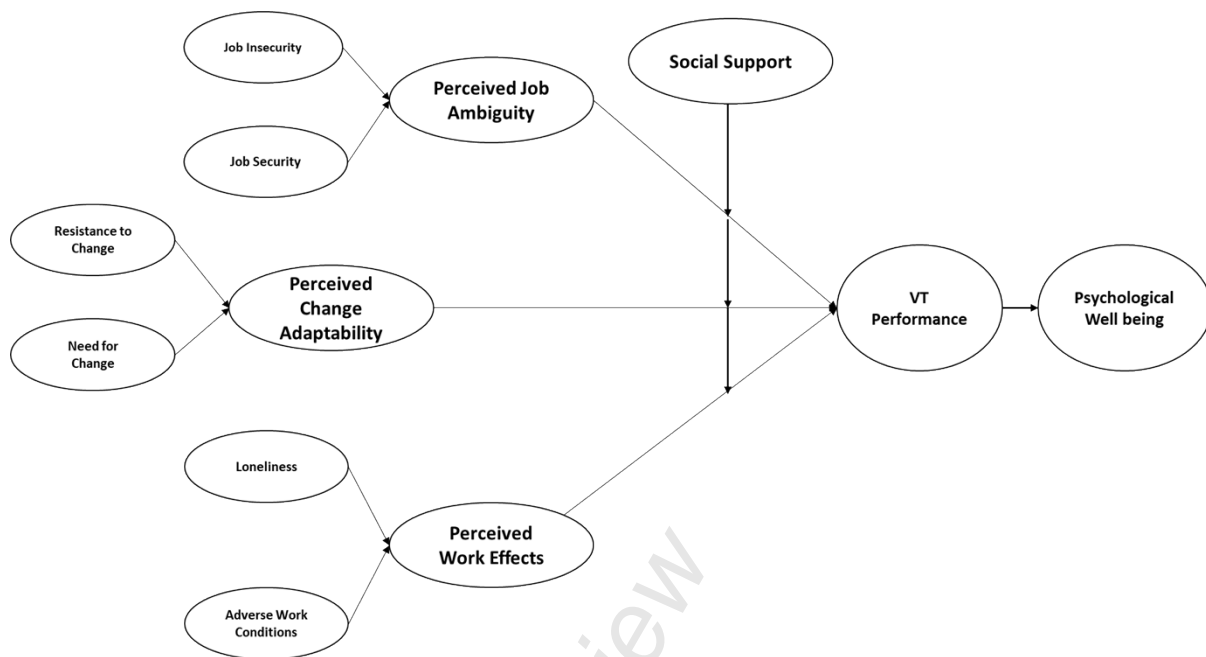 Job Insecurity
Social Support
Perceived Job
Ambiguity
Job Security
Resistance to
Change
Perceived
Change
Adaptability
VT
Performance
Psychological
Well being
Need for
Change
Loneliness
Perceived
Work Effects
Adverse Work
Conditions
iew